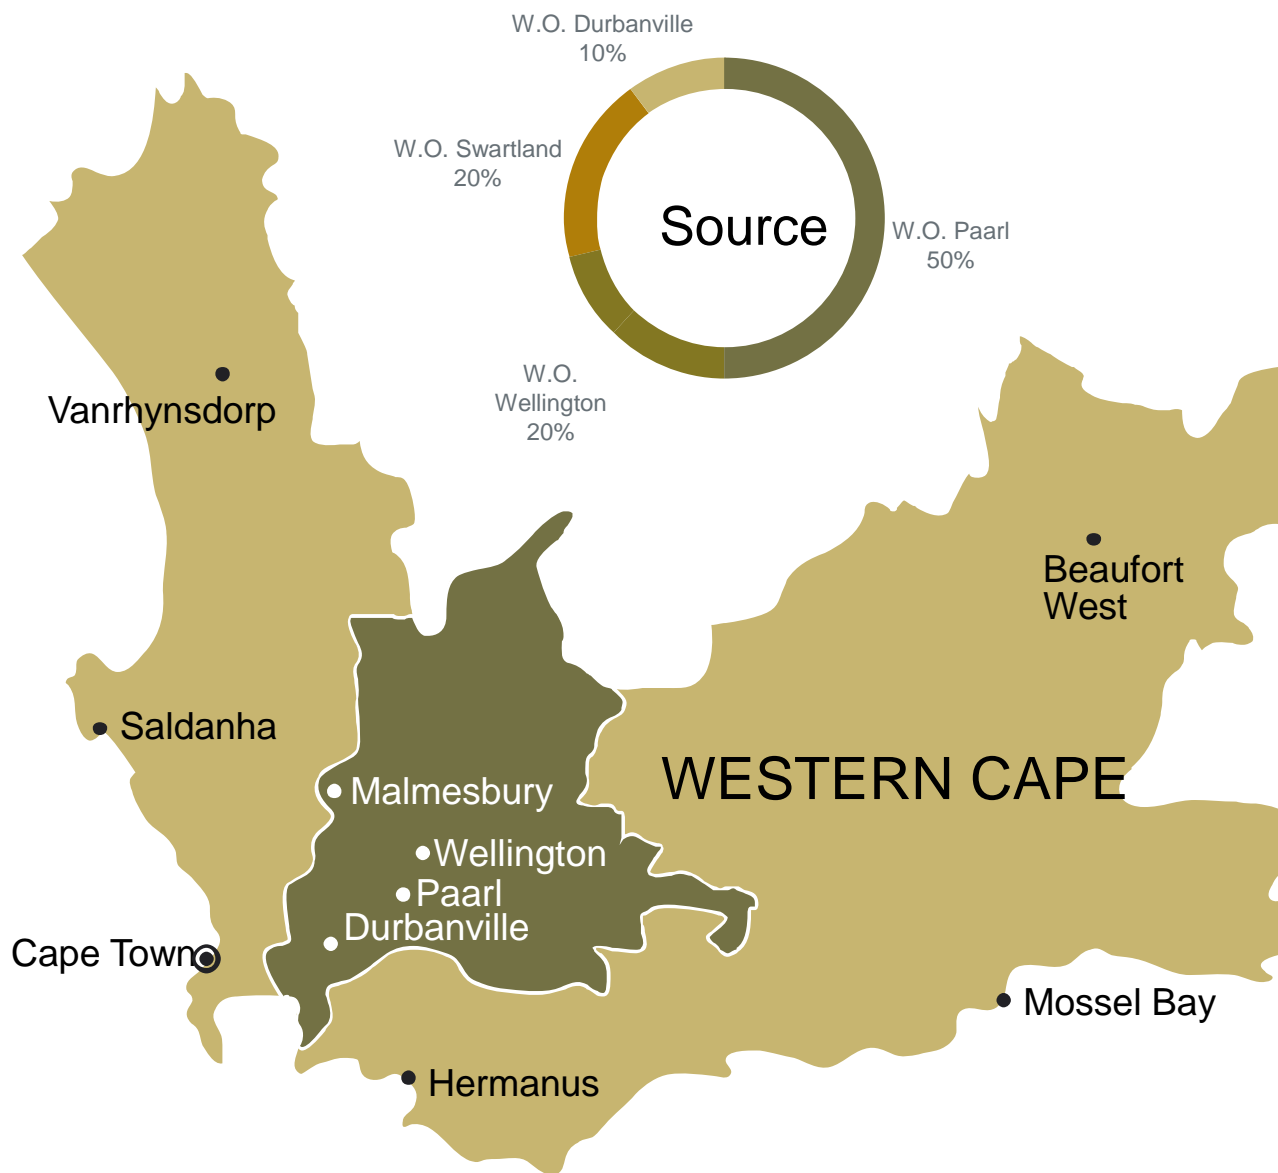 W.O. Durbanville
10%
W.O. Swartland
20%
Source
W.O. Paarl
50%
W.O.
Wellington
20%
Vanrhynsdorp
Beaufort
West
Saldanha
WESTERN CAPE
Malmesbury
Wellington
Paarl
Durbanville
Cape Town
Mossel Bay
Hermanus